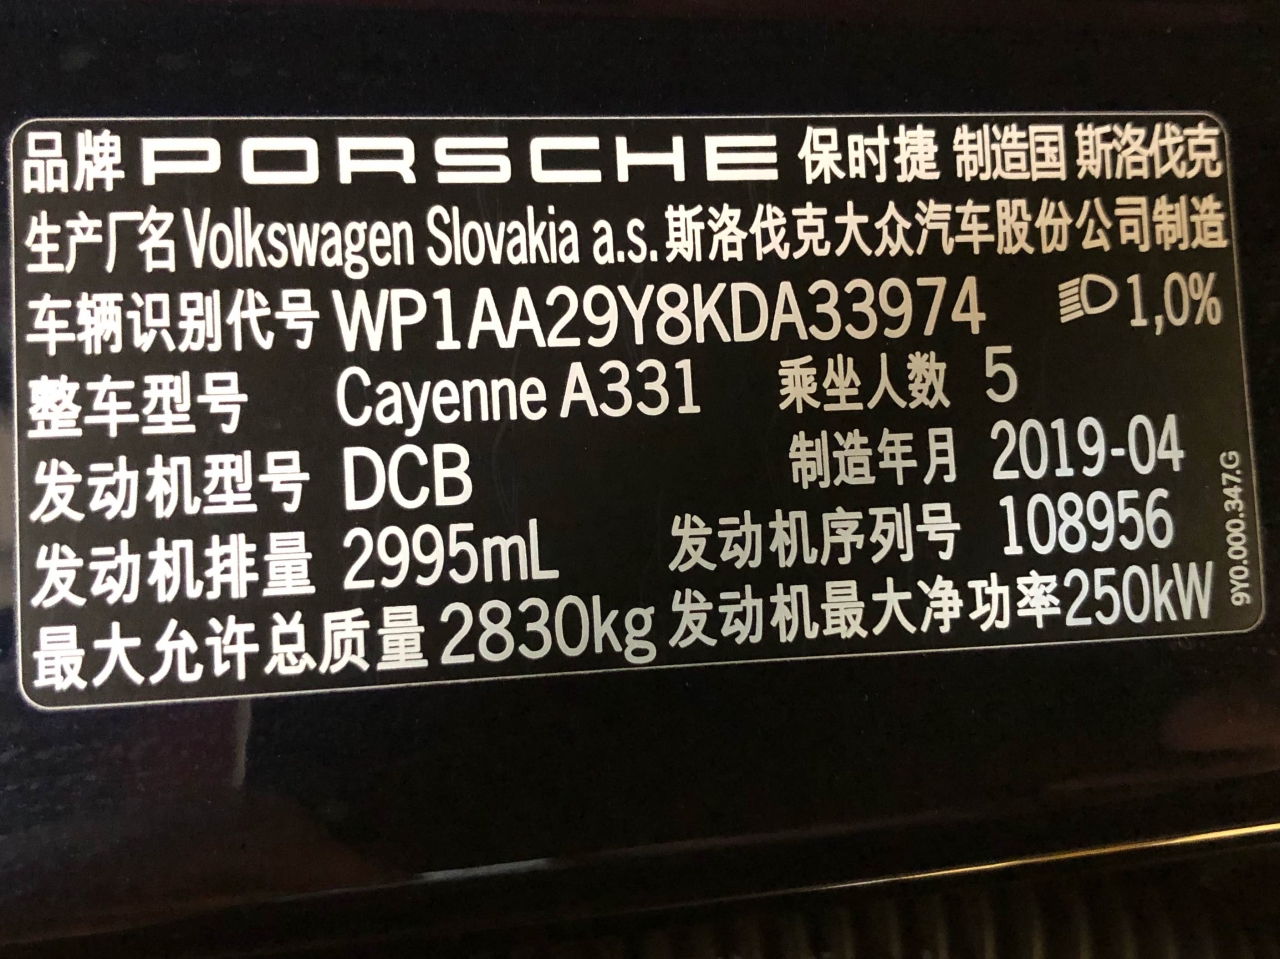 品牌 PORSCHE 保时捷 制造国 斯洛伐克
生产厂名 Volkswagen Slovakia a.s. 斯洛伐克大众汽车股份公司制造
车辆识别代号 WP1AA29Y8KDA33974 1,0%
整车型号 Cayenne A331 乘坐人数 5
发动机型号 DCB 制造年月 2019-04
发动机排量 2995mL 发动机序列号 108956
最大允许总质量 2830kg 发动机最大净功率 250kW
9Y0.000.347.G